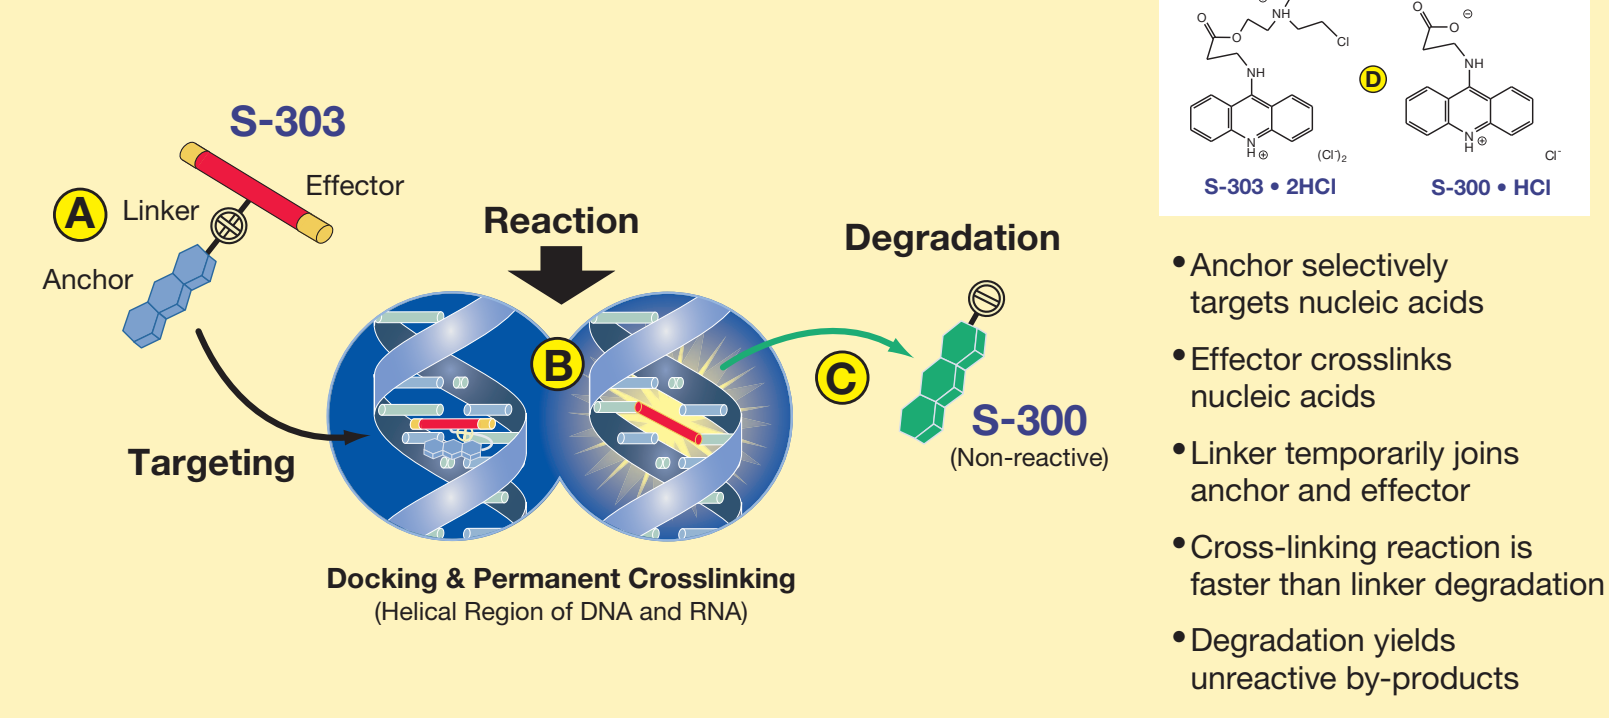 S-303
Effector
A
Linker
Anchor
Targeting
Reaction
B
Docking & Permanent Crosslinking
(Helical Region of DNA and RNA)
Degradation
C
S-300
(Non-reactive)
O
O
NH
Cl
NH
N
H
⊕
(Cl⁻)₂
S-303 • 2HCl
D
O
O
⊖
NH
N
H
⊕
Cl⁻
S-300 • HCl
• Anchor selectively
targets nucleic acids
• Effector crosslinks
nucleic acids
• Linker temporarily joins
anchor and effector
• Cross-linking reaction is
faster than linker degradation
• Degradation yields
unreactive by-products